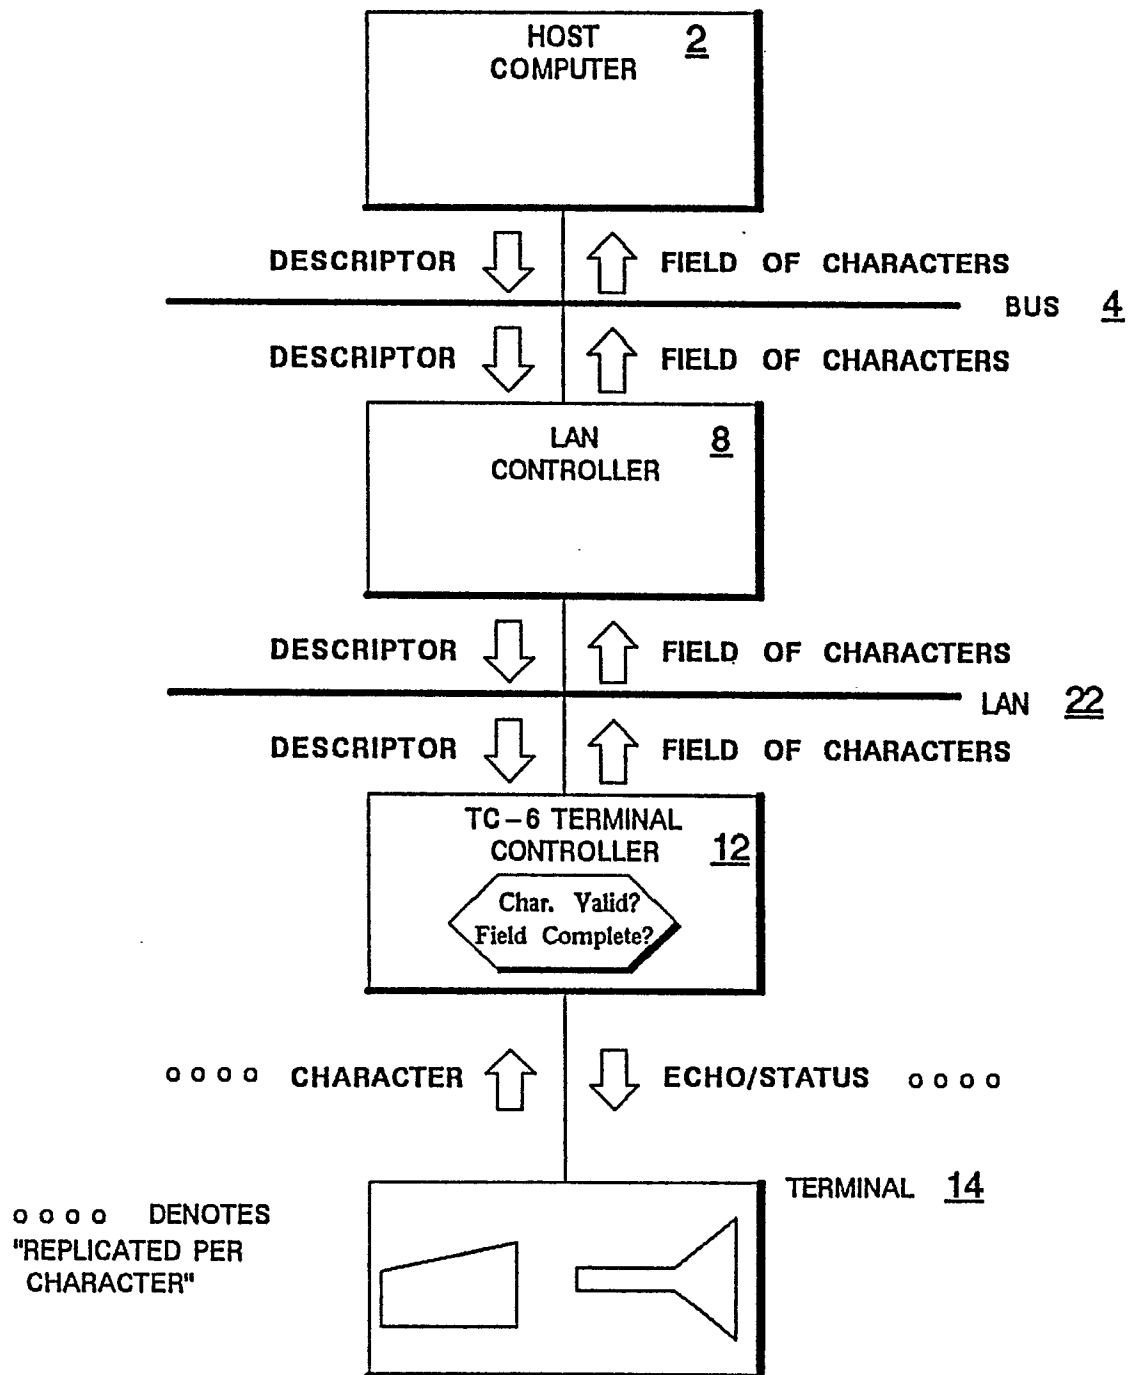 HOST 2
COMPUTER
DESCRIPTOR FIELD OF CHARACTERS
BUS 4
DESCRIPTOR FIELD OF CHARACTERS
LAN 8
CONTROLLER
DESCRIPTOR FIELD OF CHARACTERS
LAN 22
DESCRIPTOR FIELD OF CHARACTERS
TC-6 TERMINAL
CONTROLLER 12
Char. Valid?
Field Complete?
o o o o CHARACTER ECHO/STATUS o o o o
TERMINAL 14
o o o o DENOTES
"REPLICATED PER
CHARACTER"